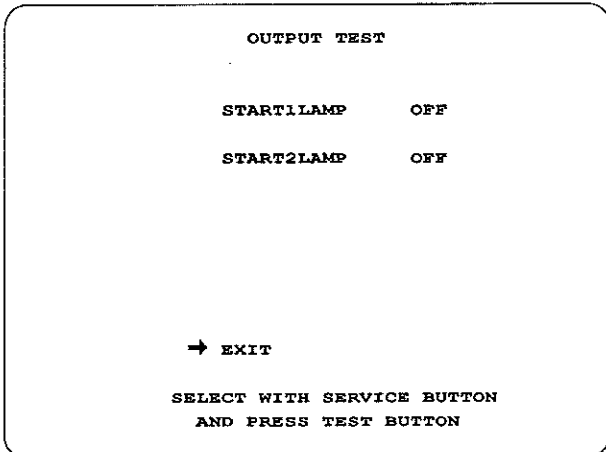 OUTPUT TEST
START1LAMP OFF
START2LAMP OFF
→ EXIT
SELECT WITH SERVICE BUTTON
AND PRESS TEST BUTTON